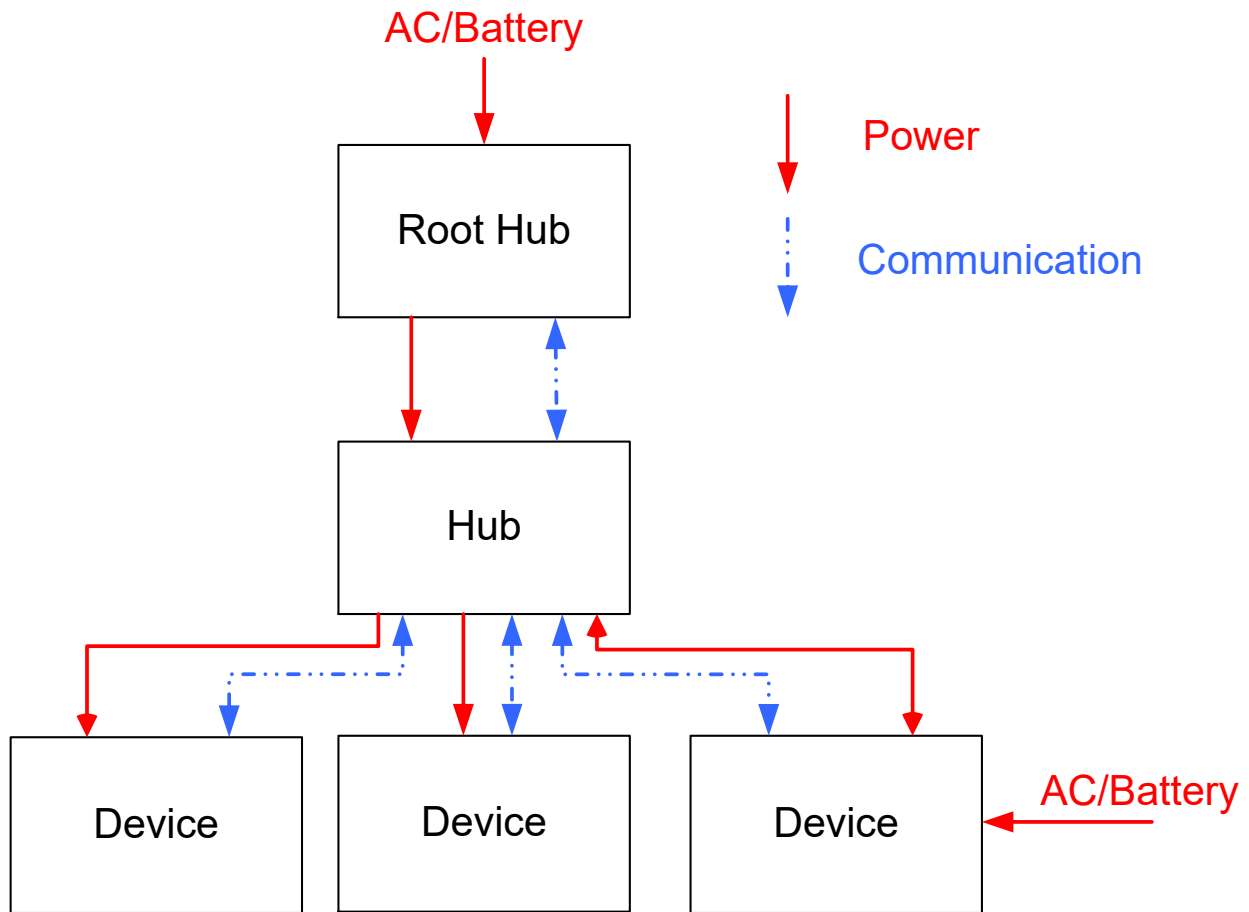 AC/Battery
Power
Root Hub
Communication
Hub
Device
Device
Device
AC/Battery